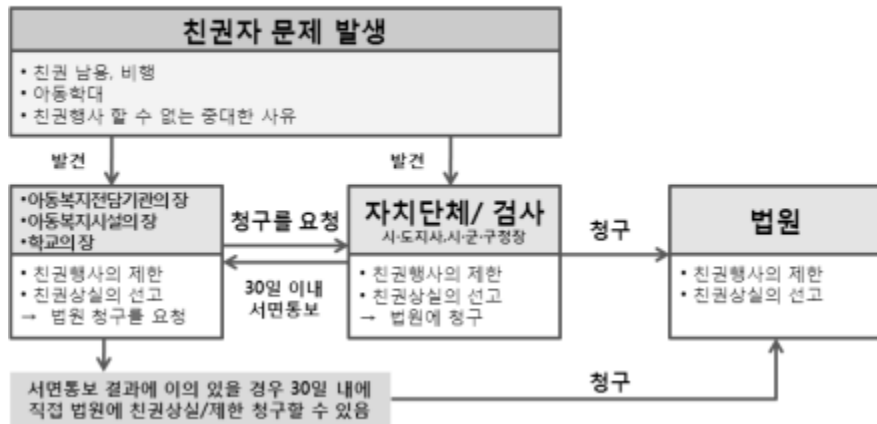 친권자 문제 발생
• 친권 남용, 비행
• 아동학대
• 친권행사 할 수 없는 중대한 사유
발견
발견
•아동복지전담기관의 장
•아동복지시설의 장
•학교의 장
• 친권행사의 제한
• 친권상실의 선고
→ 법원 청구를 요청
청구를 요청
30일 이내
서면통보
자치단체/ 검사
시·도지사,시·군·구청장
• 친권행사의 제한
• 친권상실의 선고
→ 법원에 청구
청구
법원
• 친권행사의 제한
• 친권상실의 선고
서면통보 결과에 이의 있을 경우 30일 내에
직접 법원에 친권상실/제한 청구할 수 있음
청구